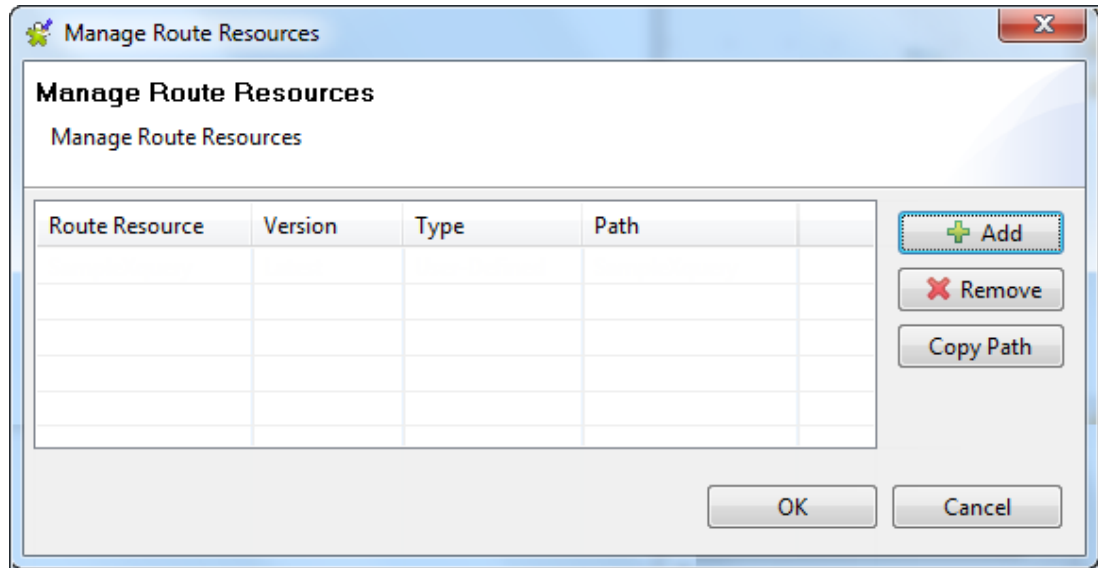 Manage Route Resources
Manage Route Resources
Manage Route Resources
Route Resource Version Type Path
Add
Remove
Copy Path
OK Cancel